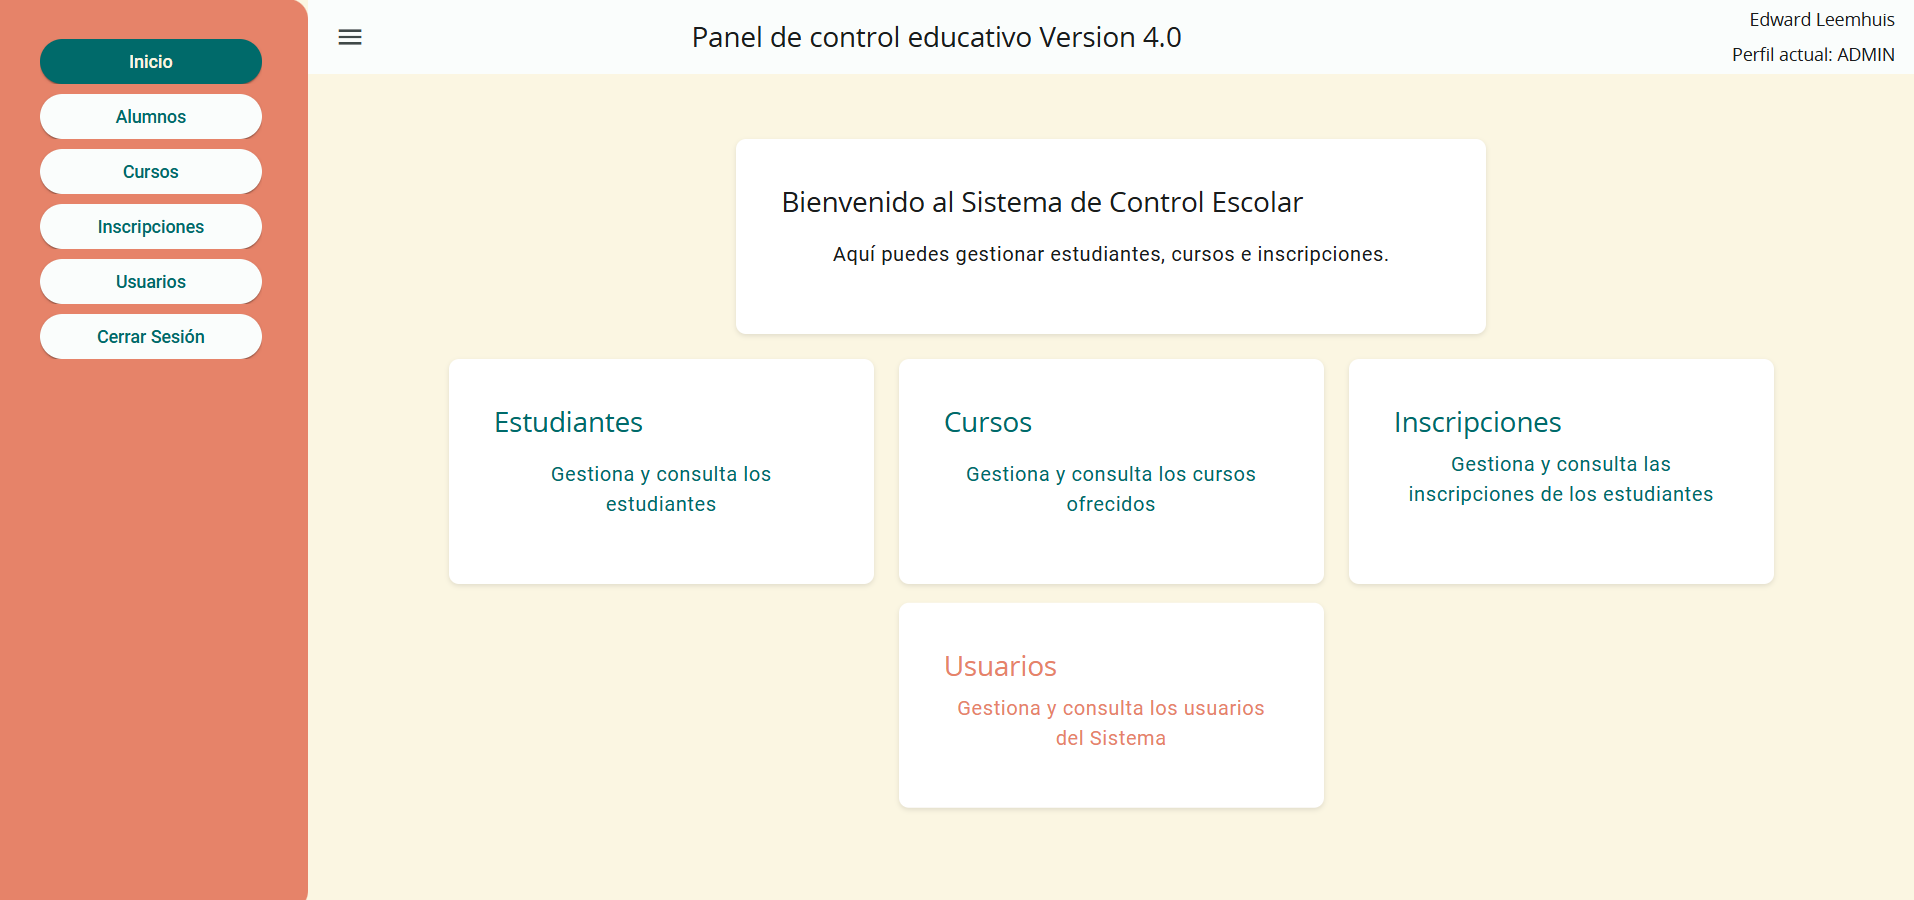 Inicio
Alumnos
Cursos
Inscripciones
Usuarios
Cerrar Sesión
Panel de control educativo Version 4.0
Edward Leemhuis
Perfil actual: ADMIN
Bienvenido al Sistema de Control Escolar
Aquí puedes gestionar estudiantes, cursos e inscripciones.
Estudiantes
Gestiona y consulta los
estudiantes
Cursos
Gestiona y consulta los cursos
ofrecidos
Inscripciones
Gestiona y consulta las
inscripciones de los estudiantes
Usuarios
Gestiona y consulta los usuarios
del Sistema